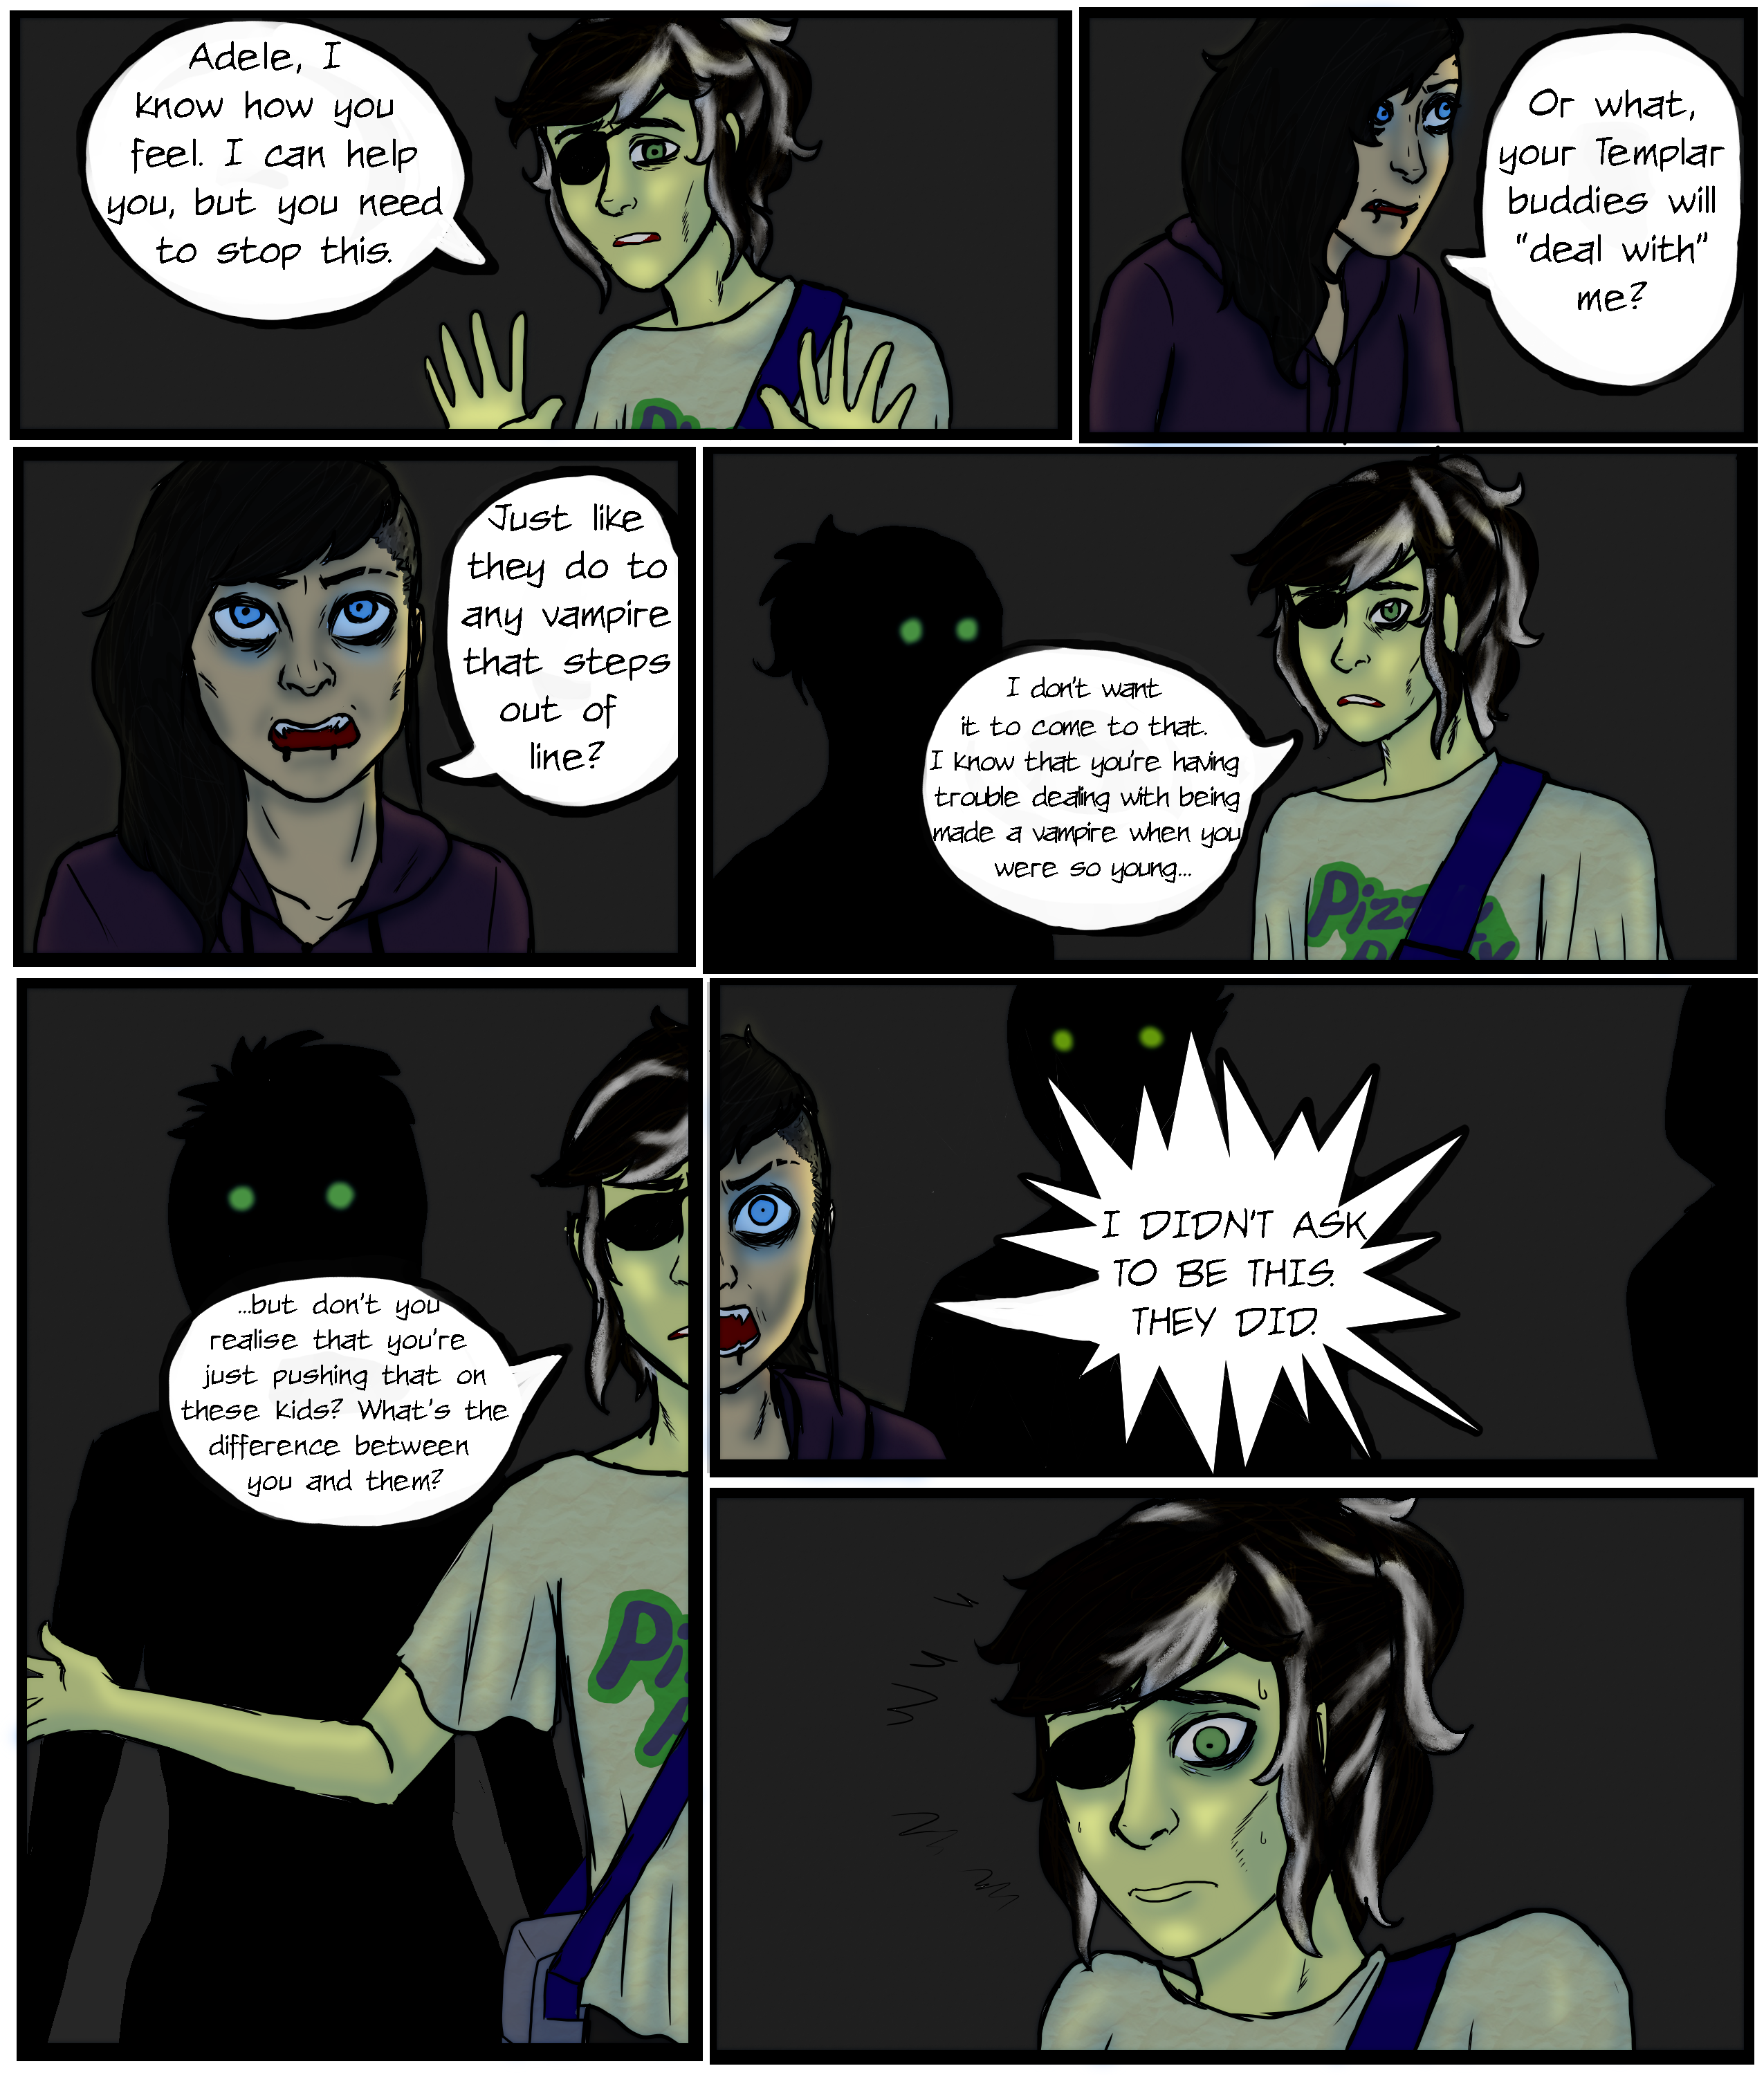 Adele, I
know how you
feel. I can help
you, but you need
to stop this.
Or what,
your Templar
buddies will
"deal with"
me?
Just like
they do to
any vampire
that steps
out of
line?
I don't want
it to come to that.
I know that you're having
trouble dealing with being
made a vampire when you
were so young...
...but don't you
realise that you're
just pushing that on
these kids? What's the
difference between
you and them?
I DIDN'T ASK
TO BE THIS.
THEY DID.